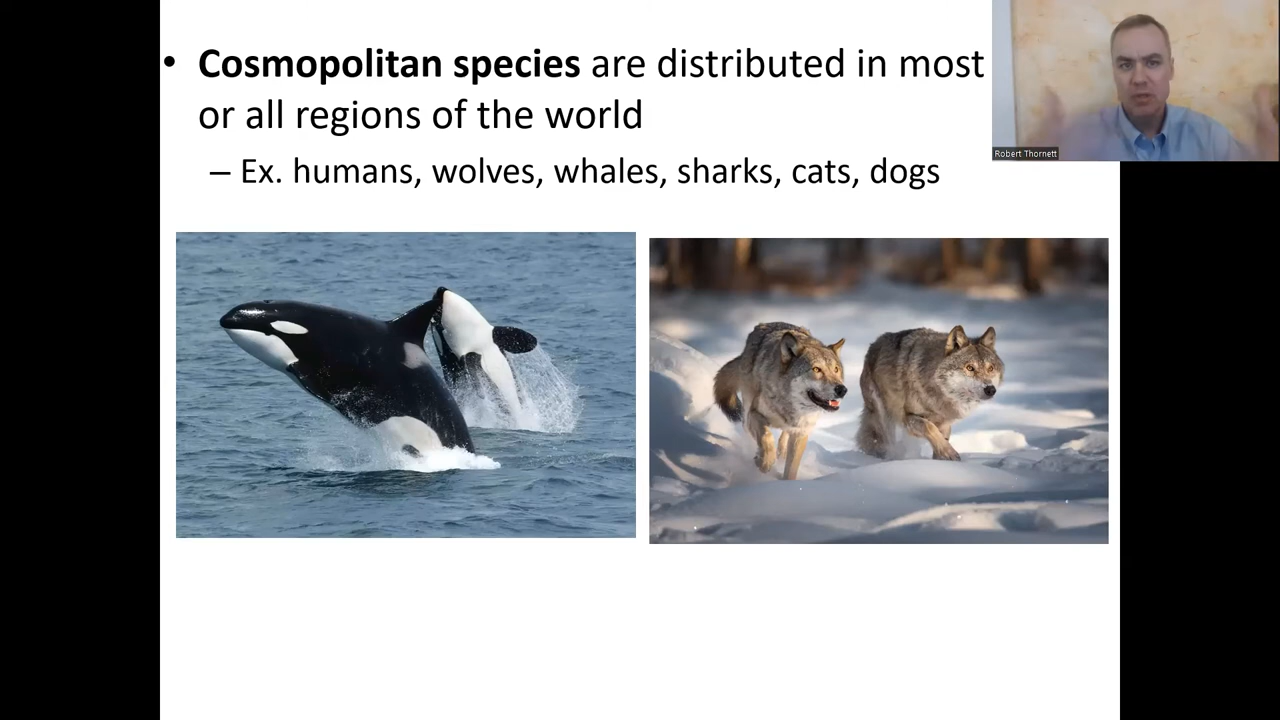 • Cosmopolitan species are distributed in most
or all regions of the world
– Ex. humans, wolves, whales, sharks, cats, dogs
Robert Thornett